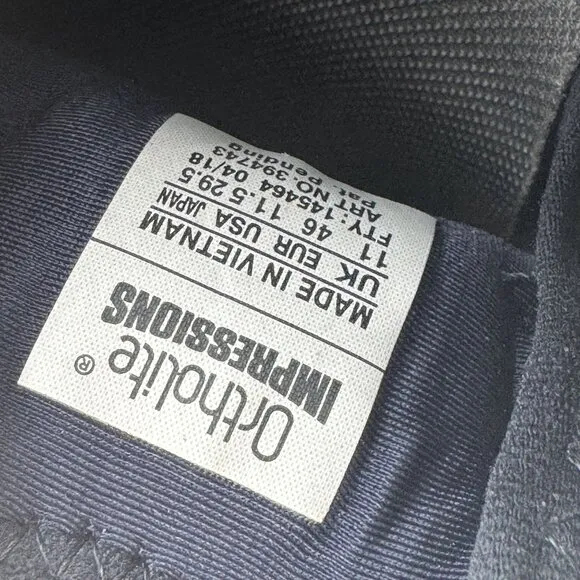 Ortholite®
IMPRESSIONS
MADE IN VIETNAM
UK EUR USA JAPAN
11 46 11.5 29.5
FTY:145464 04/18
ART NO:394743
Pat. Pending